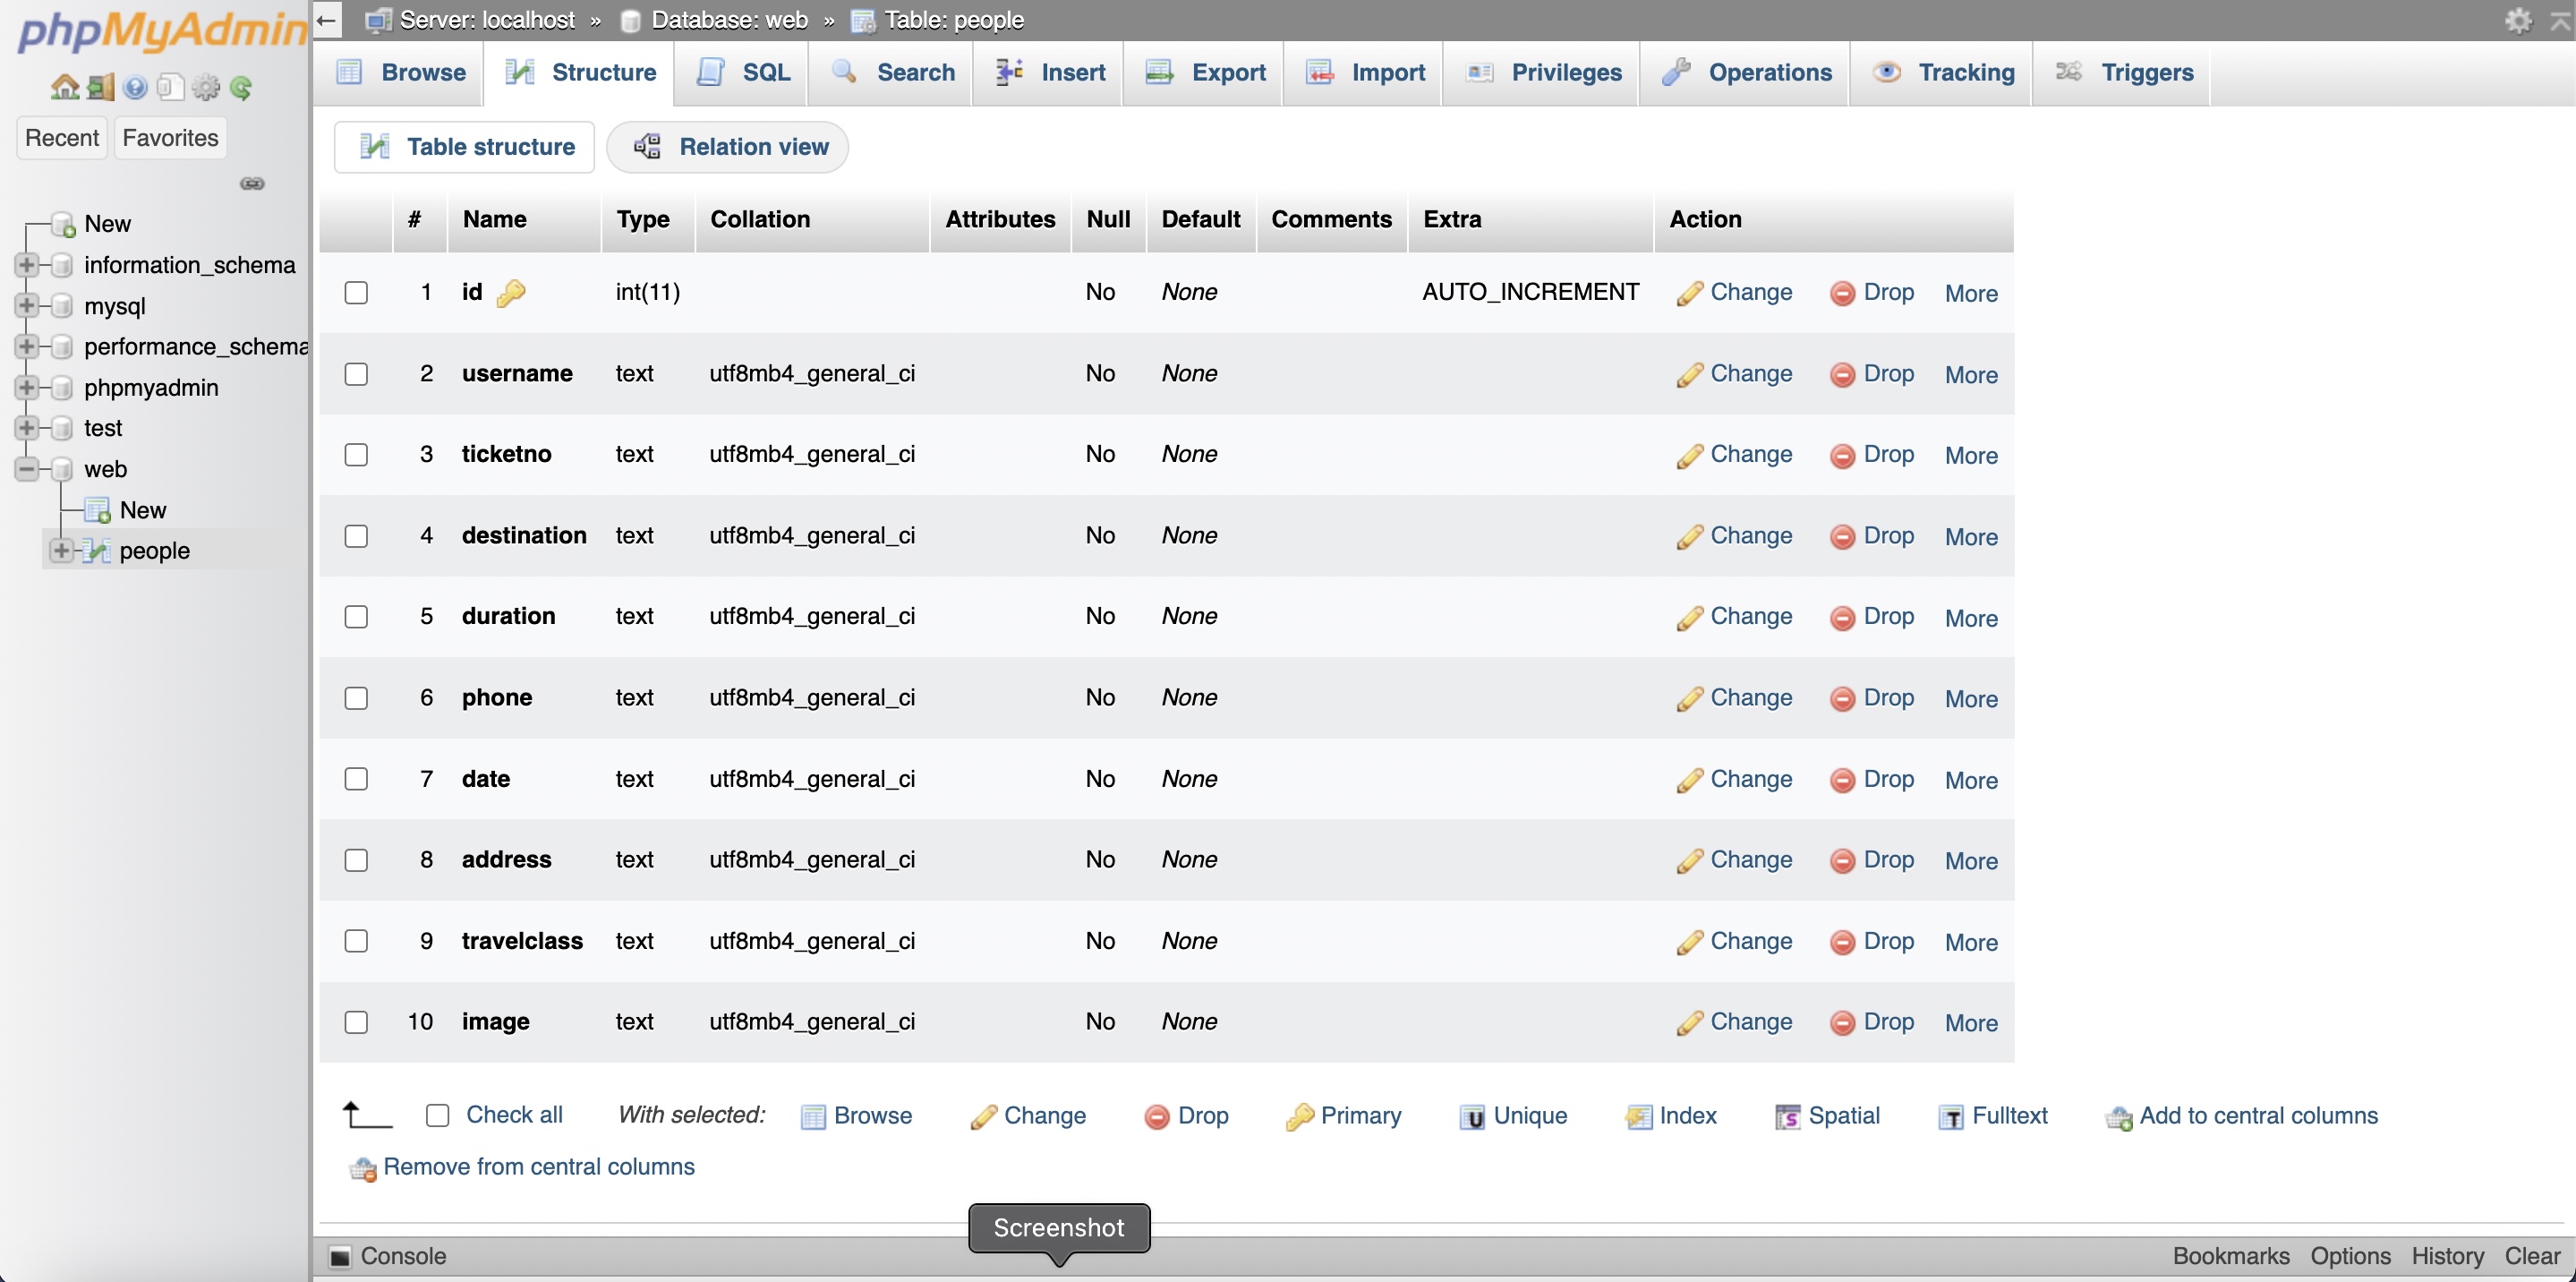 phpMyAdmin
Recent Favorites
New
information_schema
mysql
performance_schema
phpmyadmin
test
web
New
people
Server: localhost » Database: web » Table: people
Browse Structure SQL Search Insert Export Import Privileges Operations Tracking Triggers
Table structure Relation view
# Name Type Collation Attributes Null Default Comments Extra Action
1 id int(11) No None AUTO_INCREMENT Change Drop More
2 username text utf8mb4_general_ci No None Change Drop More
3 ticketno text utf8mb4_general_ci No None Change Drop More
4 destination text utf8mb4_general_ci No None Change Drop More
5 duration text utf8mb4_general_ci No None Change Drop More
6 phone text utf8mb4_general_ci No None Change Drop More
7 date text utf8mb4_general_ci No None Change Drop More
8 address text utf8mb4_general_ci No None Change Drop More
9 travelclass text utf8mb4_general_ci No None Change Drop More
10 image text utf8mb4_general_ci No None Change Drop More
Check all With selected: Browse Change Drop Primary Unique Index Spatial Fulltext Add to central columns
Remove from central columns
Screenshot
Console Bookmarks Options History Clear